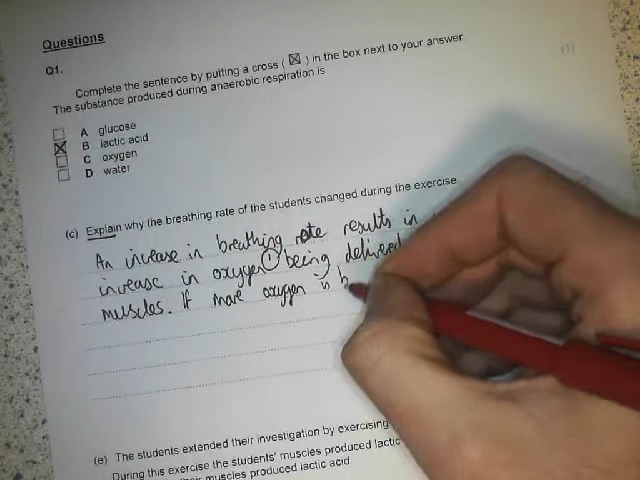 Questions
Q1.
Complete the sentence by putting a cross ( ☒ ) in the box next to your answer
The substance produced during anaerobic respiration is
(1)
A glucose
B lactic acid
C oxygen
D water
(c) Explain why the breathing rate of the students changed during the exercise.
An increase in breathing rate results in
increase in oxygen ① being delivered
muscles. If more oxygen is b
(e) The students extended their investigation by exercising
During this exercise the students' muscles produced lactic
their muscles produced lactic acid